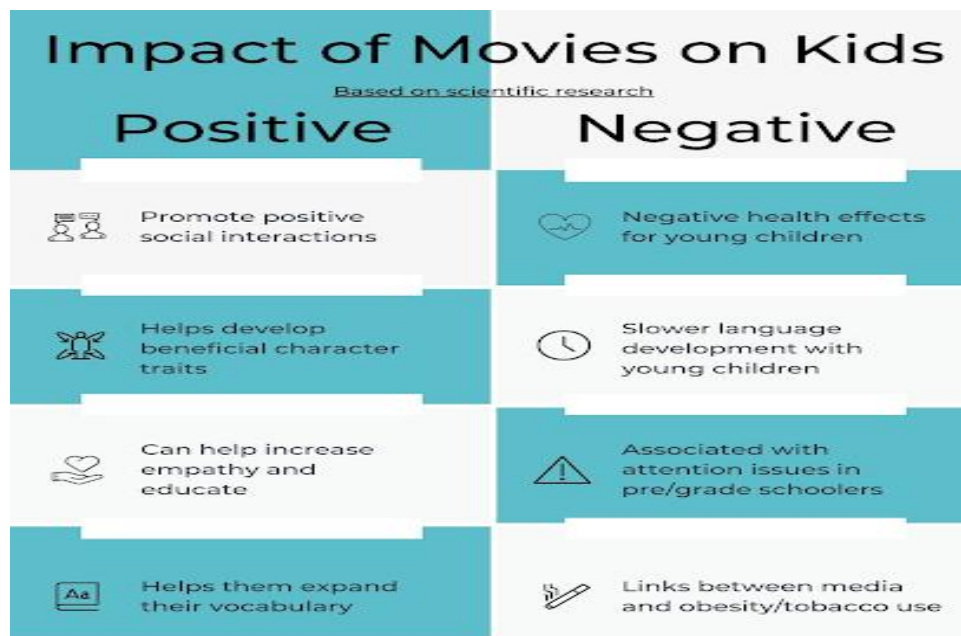 Impact of Movies on Kids
Based on scientific research
Positive
Promote positive
social interactions
Helps develop
beneficial character
traits
Can help increase
empathy and
educate
Aa
Helps them expand
their vocabulary
Negative
Negative health effects
for young children
Slower language
development with
young children
Associated with
attention issues in
pre/grade schoolers
Links between media
and obesity/tobacco use